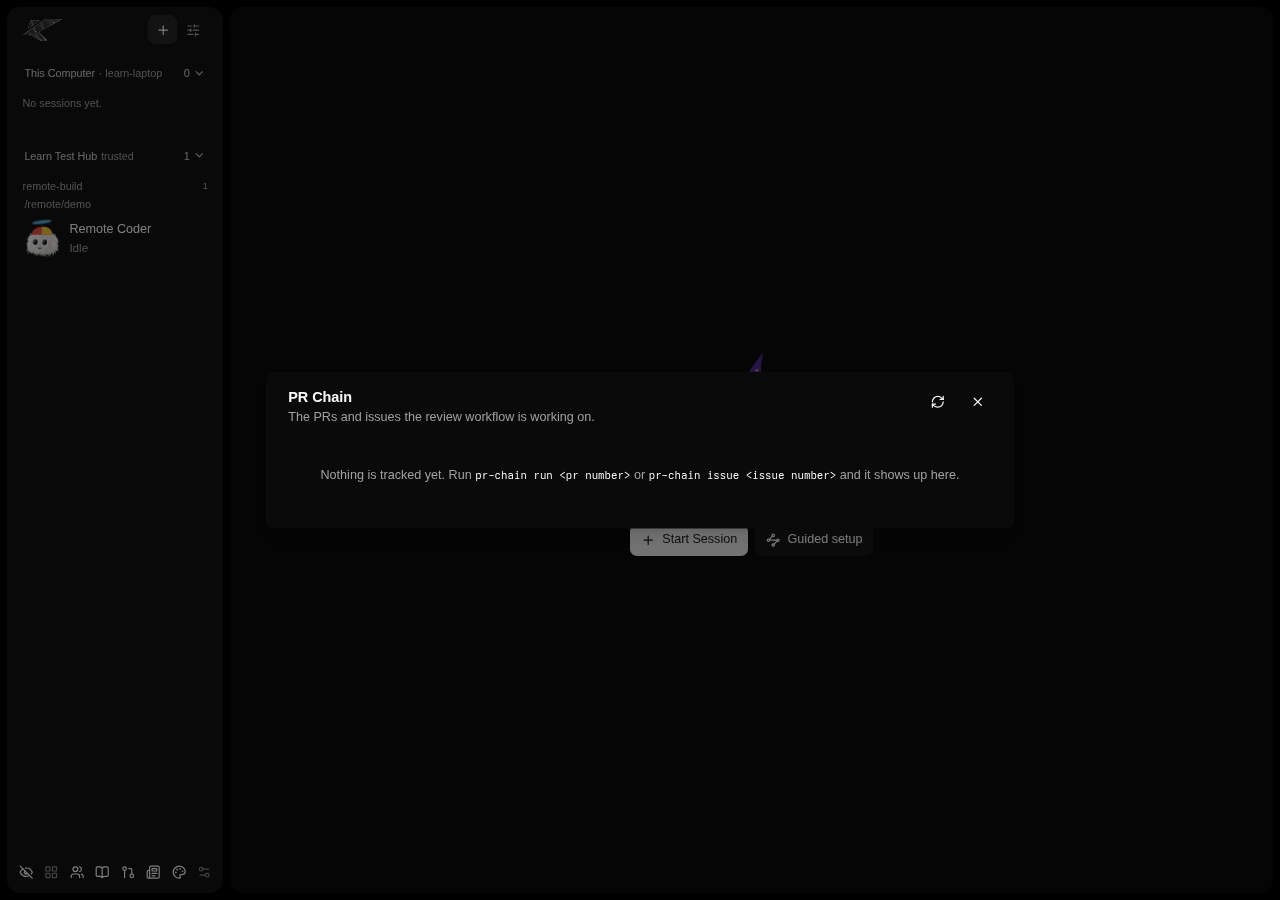 This Computer · learn-laptop 0
No sessions yet.
Learn Test Hub trusted 1
remote-build 1
/remote/demo
Remote Coder
Idle
PR Chain
The PRs and issues the review workflow is working on.
Nothing is tracked yet. Run pr-chain run <pr number> or pr-chain issue <issue number> and it shows up here.
Start Session Guided setup